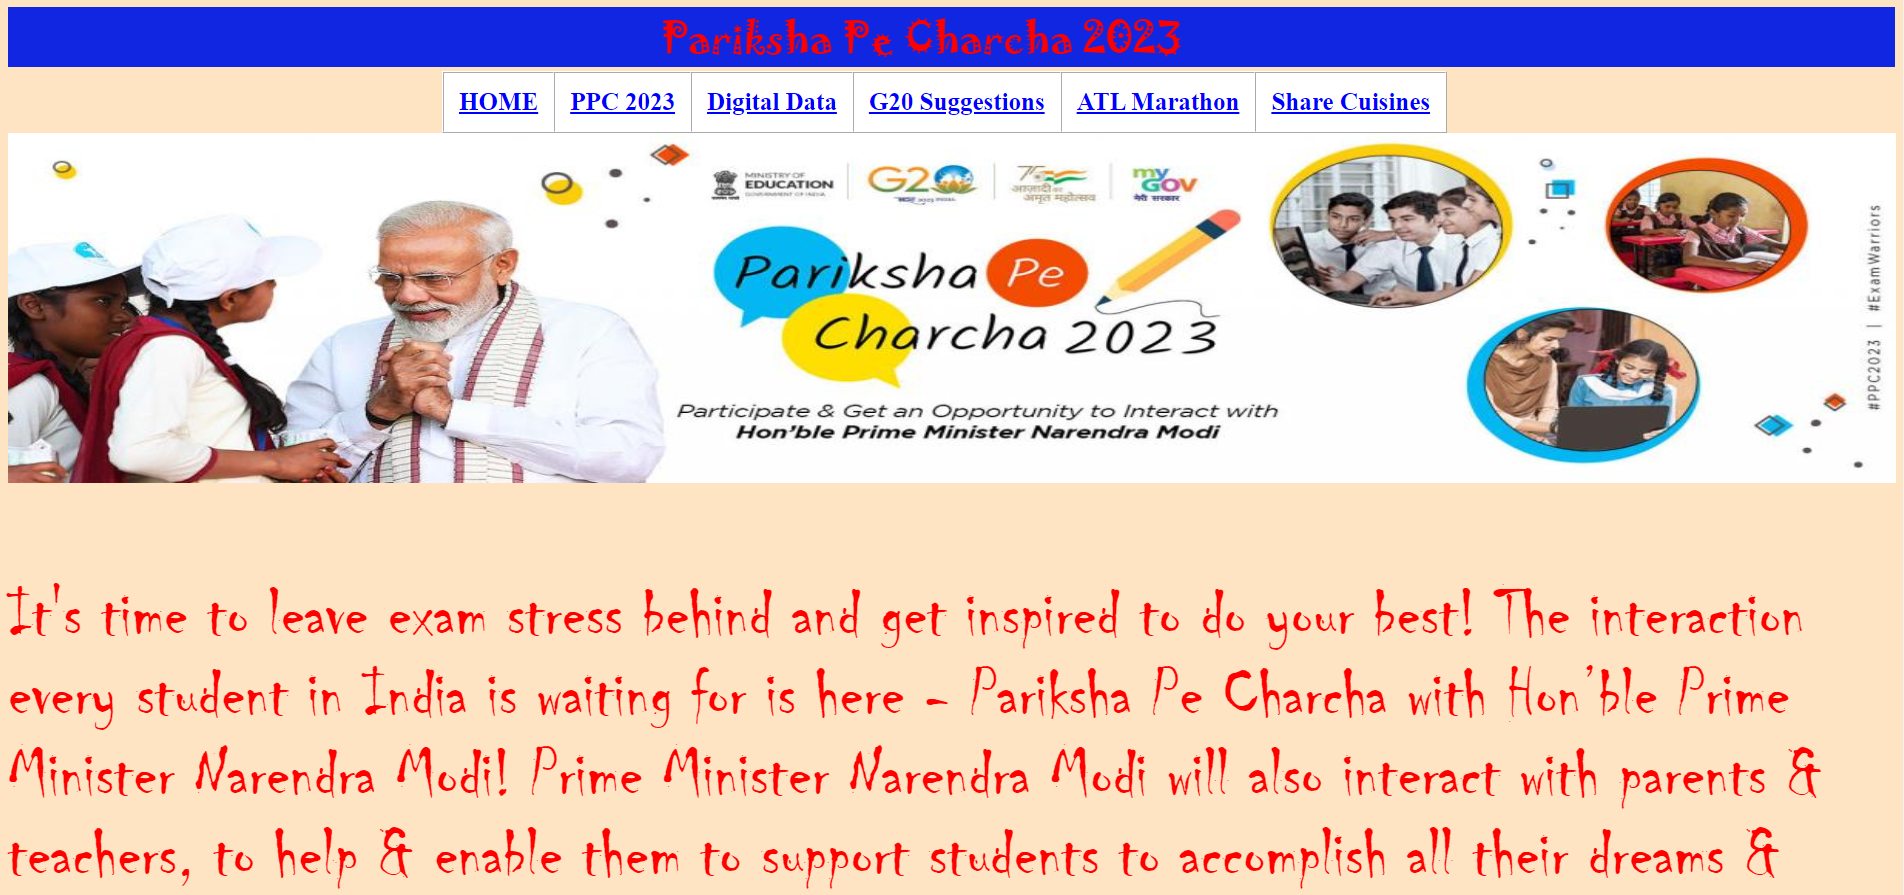 Pariksha Pe Charcha 2023
HOME PPC 2023 Digital Data G20 Suggestions ATL Marathon Share Cuisines
MINISTRY OF
EDUCATION
GOVERNMENT OF INDIA
G20
आज़ादी का
अमृत महोत्सव
my
GOV
मेरी सरकार
Pariksha Pe
Charcha 2023
Participate & Get an Opportunity to Interact with
Hon'ble Prime Minister Narendra Modi
#PPC2023 | #ExamWarriors
It's time to leave exam stress behind and get inspired to do your best! The interaction
every student in India is waiting for is here - Pariksha Pe Charcha with Hon’ble Prime
Minister Narendra Modi! Prime Minister Narendra Modi will also interact with parents &
teachers, to help & enable them to support students to accomplish all their dreams &